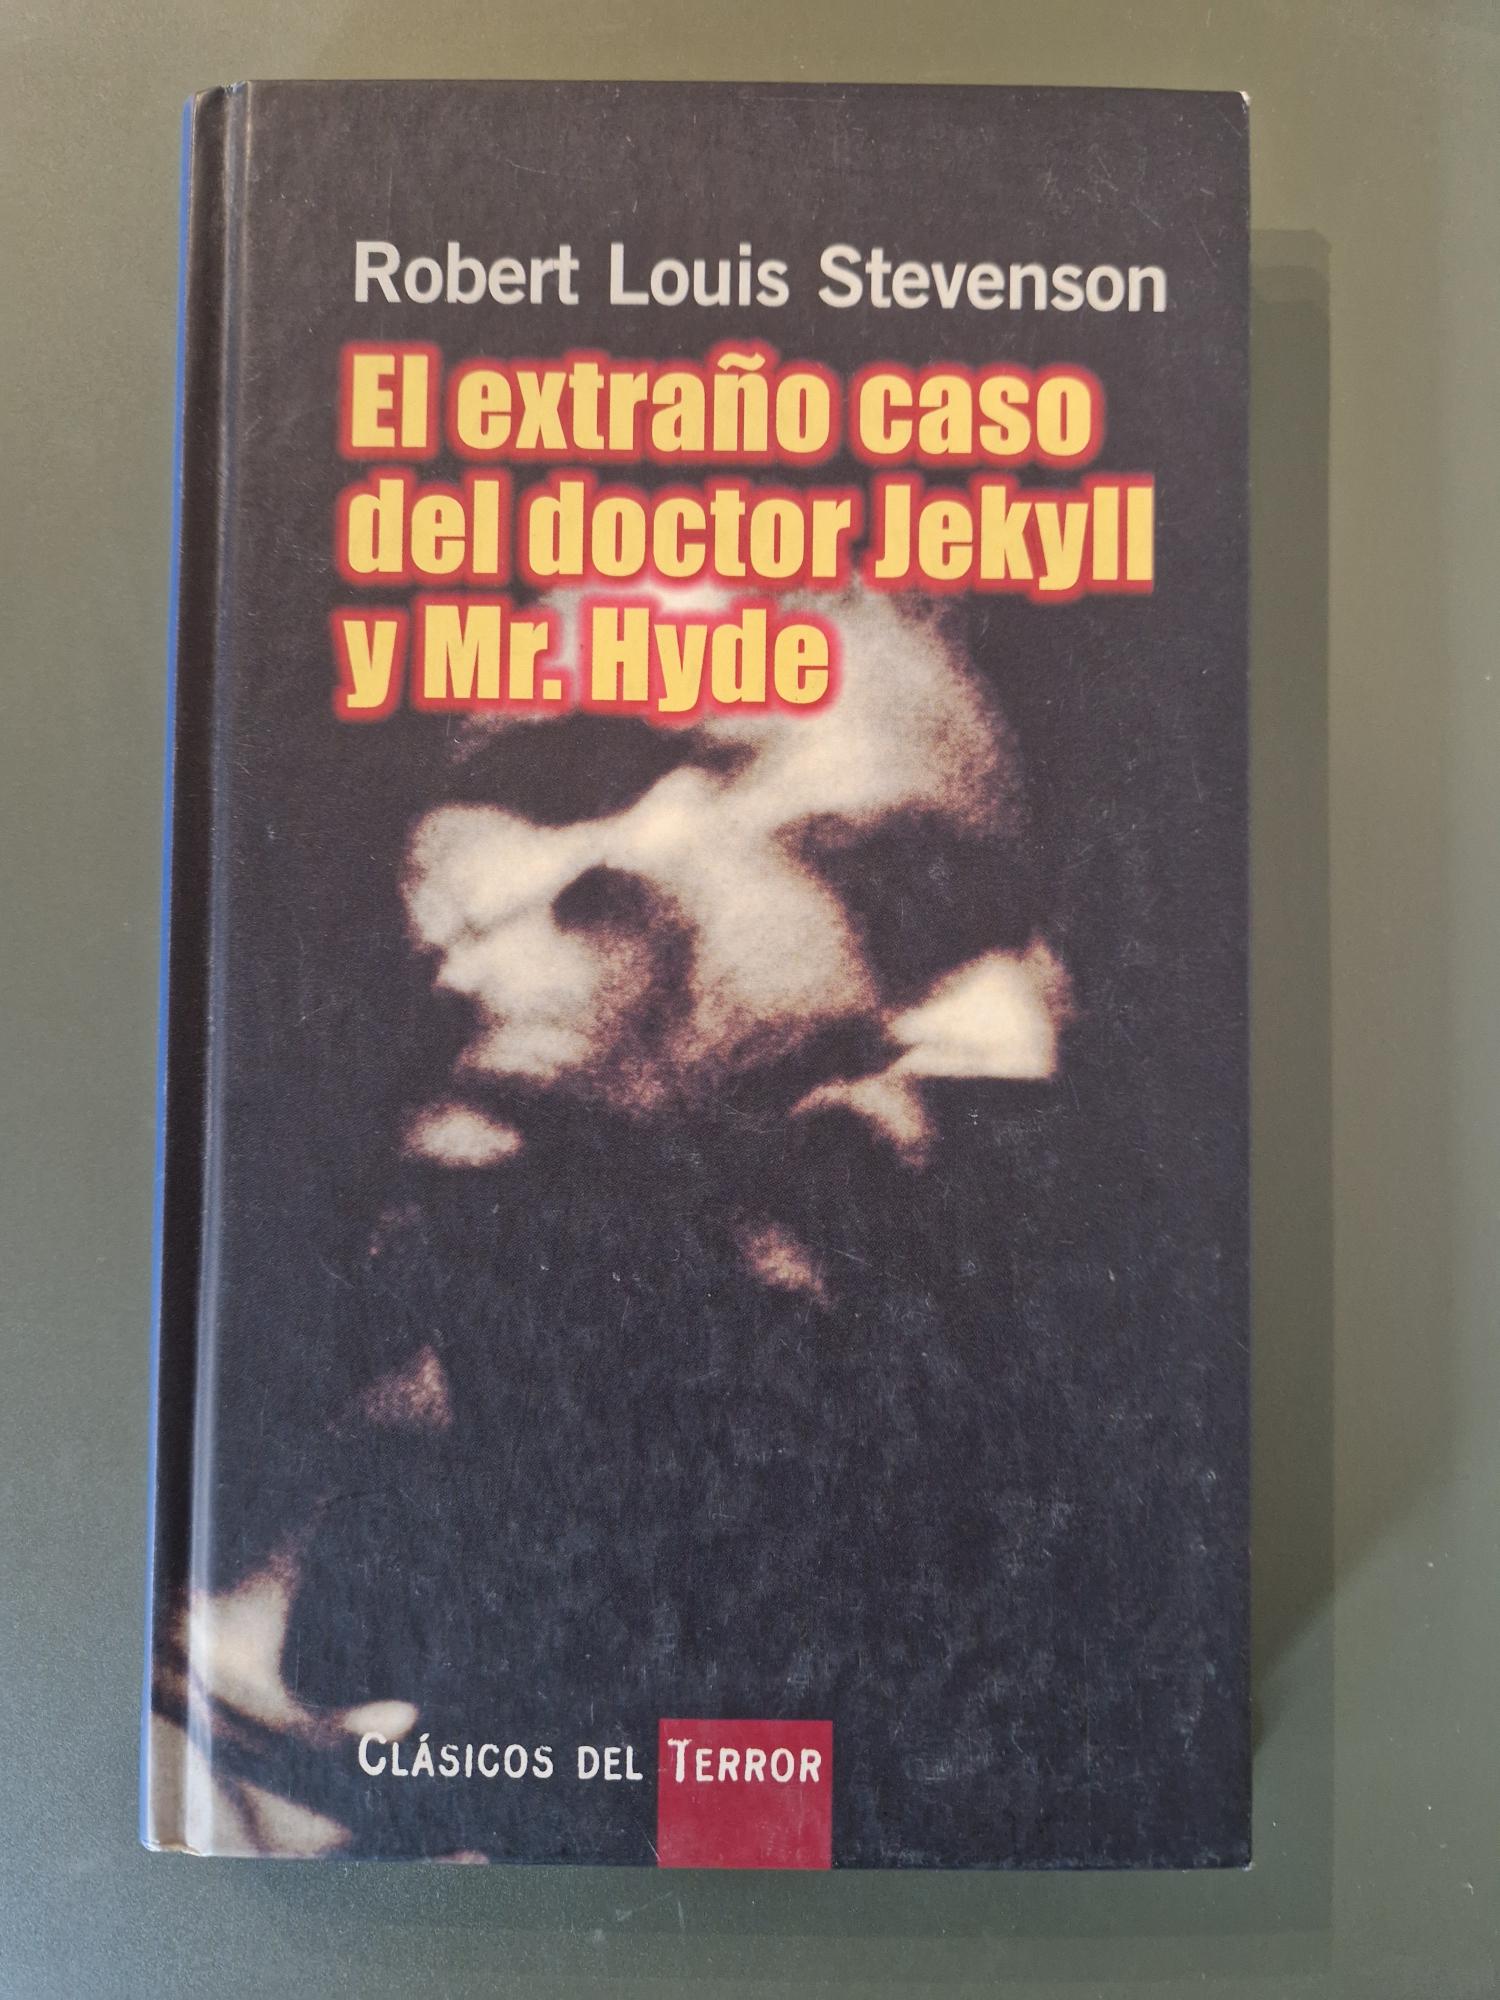 Robert Louis Stevenson
El extraño caso
del doctor Jekyll
y Mr. Hyde
CLÁSICOS DEL TERROR